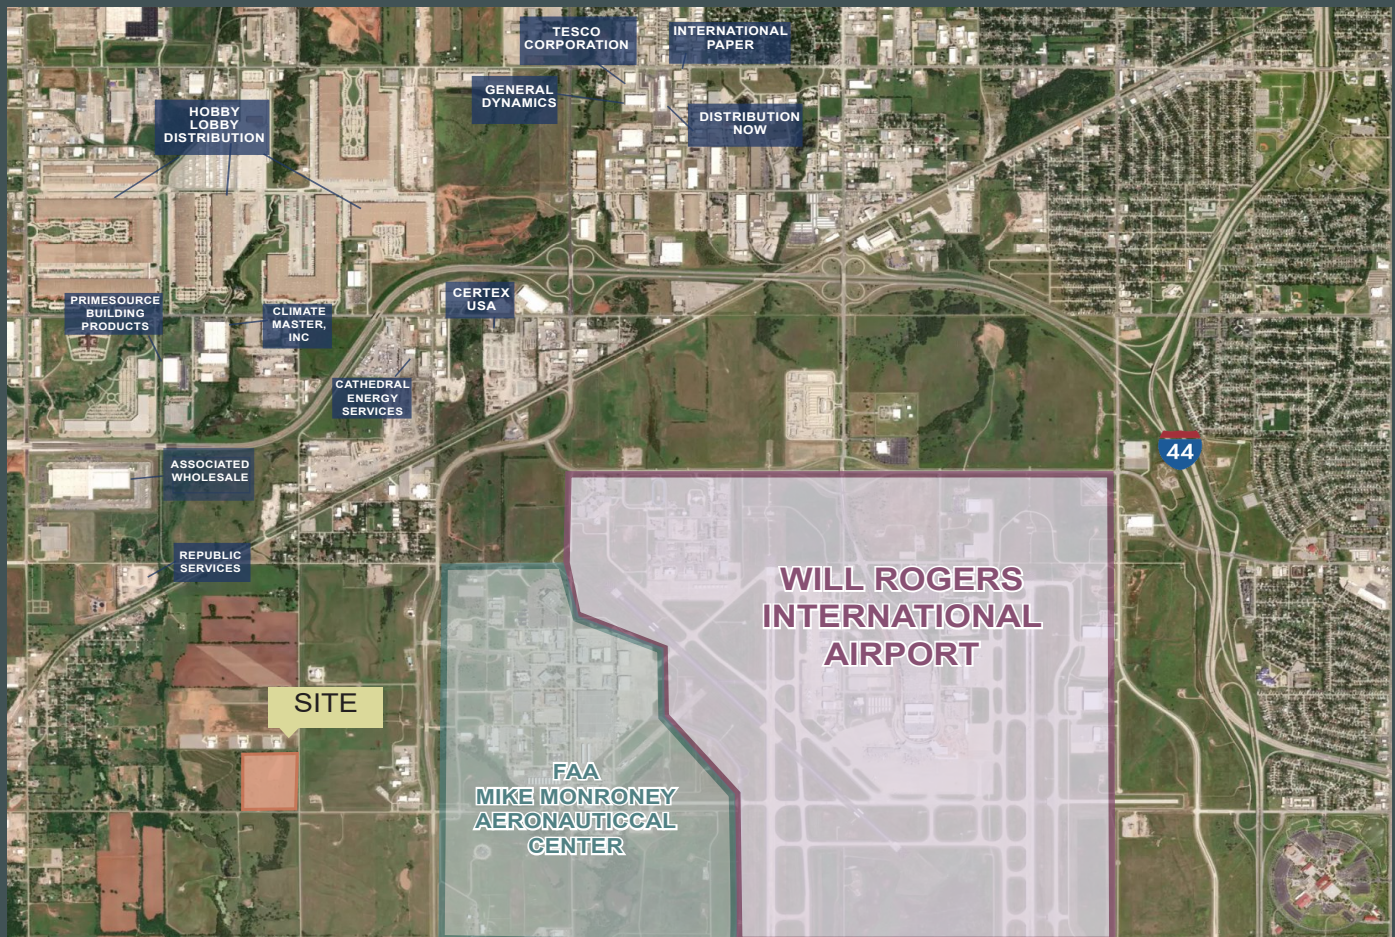 TESCO
CORPORATION
INTERNATIONAL
PAPER
GENERAL
DYNAMICS
DISTRIBUTION
NOW
HOBBY
LOBBY
DISTRIBUTION
PRIMESOURCE
BUILDING
PRODUCTS
CLIMATE
MASTER,
INC
CERTEX
USA
CATHEDRAL
ENERGY
SERVICES
44
ASSOCIATED
WHOLESALE
REPUBLIC
SERVICES
WILL ROGERS
INTERNATIONAL
AIRPORT
SITE
FAA
MIKE MONRONEY
AERONAUTICCAL
CENTER